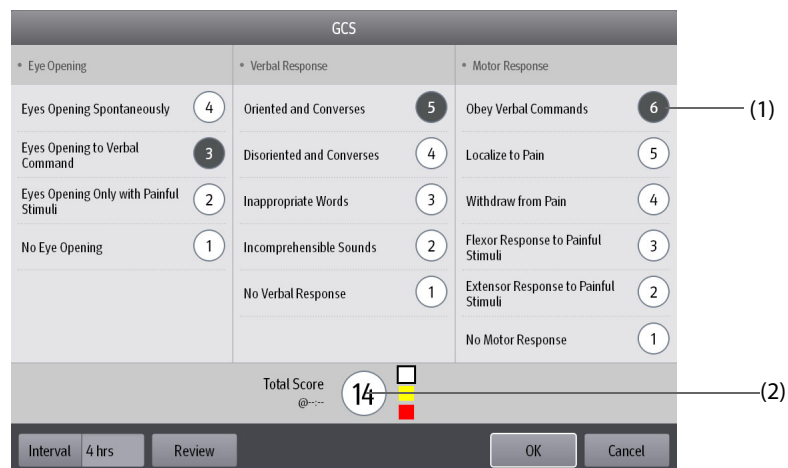 GCS
• Eye Opening
Eyes Opening Spontaneously 4
Eyes Opening to Verbal
Command 3
Eyes Opening Only with Painful
Stimuli 2
No Eye Opening 1
• Verbal Response
Oriented and Converses 5
Disoriented and Converses 4
Inappropriate Words 3
Incomprehensible Sounds 2
No Verbal Response 1
• Motor Response
Obey Verbal Commands 6
Localize to Pain 5
Withdraw from Pain 4
Flexor Response to Painful
Stimuli 3
Extensor Response to Painful
Stimuli 2
No Motor Response 1
(1)
Total Score 14
@--:--
(2)
Interval 4 hrs Review OK Cancel